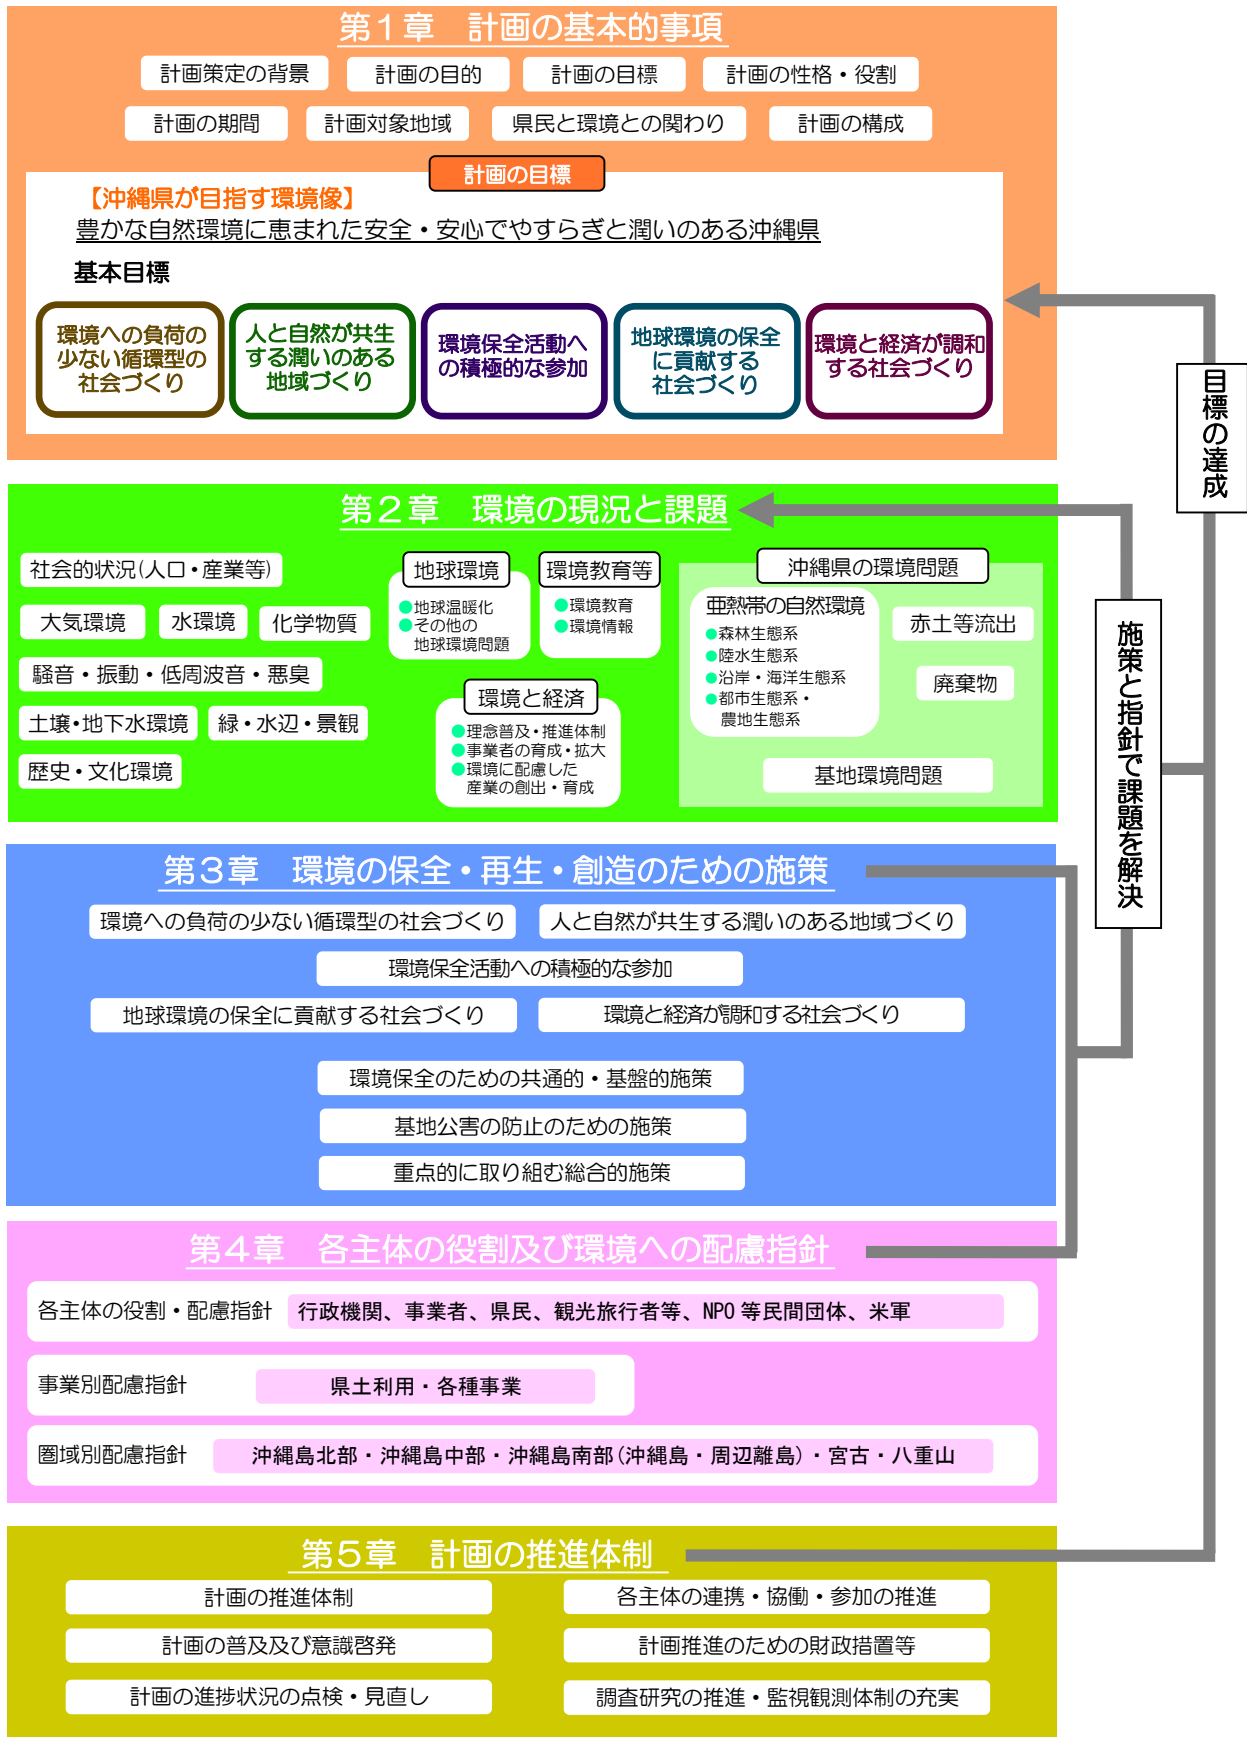 第１章　計画の基本的事項
計画策定の背景
計画の目的
計画の目標
計画の性格・役割
計画の期間
計画対象地域
県民と環境との関わり
計画の構成
計画の目標
【沖縄県が目指す環境像】
豊かな自然環境に恵まれた安全・安心でやすらぎと潤いのある沖縄県
基本目標
環境への負荷の
少ない循環型の
社会づくり
人と自然が共生
する潤いのある
地域づくり
環境保全活動へ
の積極的な参加
地球環境の保全
に貢献する
社会づくり
環境と経済が調和
する社会づくり
目標の達成
第２章　環境の現況と課題
社会的状況(人口・産業等)
大気環境
水環境
化学物質
騒音・振動・低周波音・悪臭
土壌・地下水環境
緑・水辺・景観
歴史・文化環境
地球環境
●地球温暖化
●その他の
地球環境問題
環境教育等
●環境教育
●環境情報
環境と経済
●理念普及・推進体制
●事業者の育成・拡大
●環境に配慮した
産業の創出・育成
沖縄県の環境問題
亜熱帯の自然環境
●森林生態系
●陸水生態系
●沿岸・海洋生態系
●都市生態系・
農地生態系
赤土等流出
廃棄物
基地環境問題
施策と指針で課題を解決
第３章　環境の保全・再生・創造のための施策
環境への負荷の少ない循環型の社会づくり
人と自然が共生する潤いのある地域づくり
環境保全活動への積極的な参加
地球環境の保全に貢献する社会づくり
環境と経済が調和する社会づくり
環境保全のための共通的・基盤的施策
基地公害の防止のための施策
重点的に取り組む総合的施策
第４章　各主体の役割及び環境への配慮指針
各主体の役割・配慮指針
行政機関、事業者、県民、観光旅行者等、NPO 等民間団体、米軍
事業別配慮指針
県土利用・各種事業
圏域別配慮指針
沖縄島北部・沖縄島中部・沖縄島南部(沖縄島・周辺離島)・宮古・八重山
第５章　計画の推進体制
計画の推進体制
各主体の連携・協働・参加の推進
計画の普及及び意識啓発
計画推進のための財政措置等
計画の進捗状況の点検・見直し
調査研究の推進・監視観測体制の充実